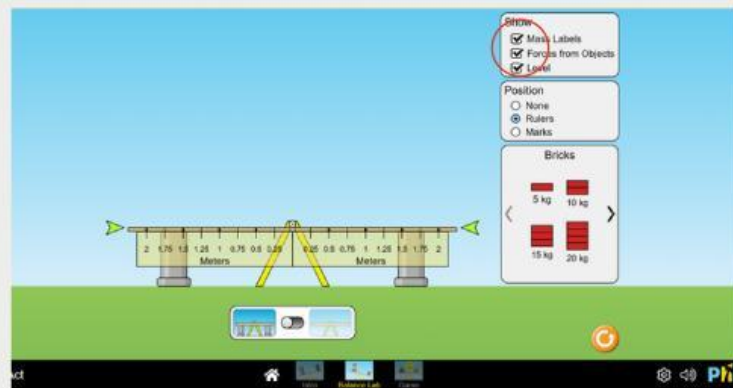 Show
Mass Labels
Forces from Objects
Level
Position
None
Rulers
Marks
Bricks
5 kg 10 kg
15 kg 20 kg
2 1.75 1.5 1.25 1 0.75 0.5 0.25 0.25 0.5 0.75 1 1.25 1.5 1.75 2
Meters Meters
act
Intro Balance Lab Game